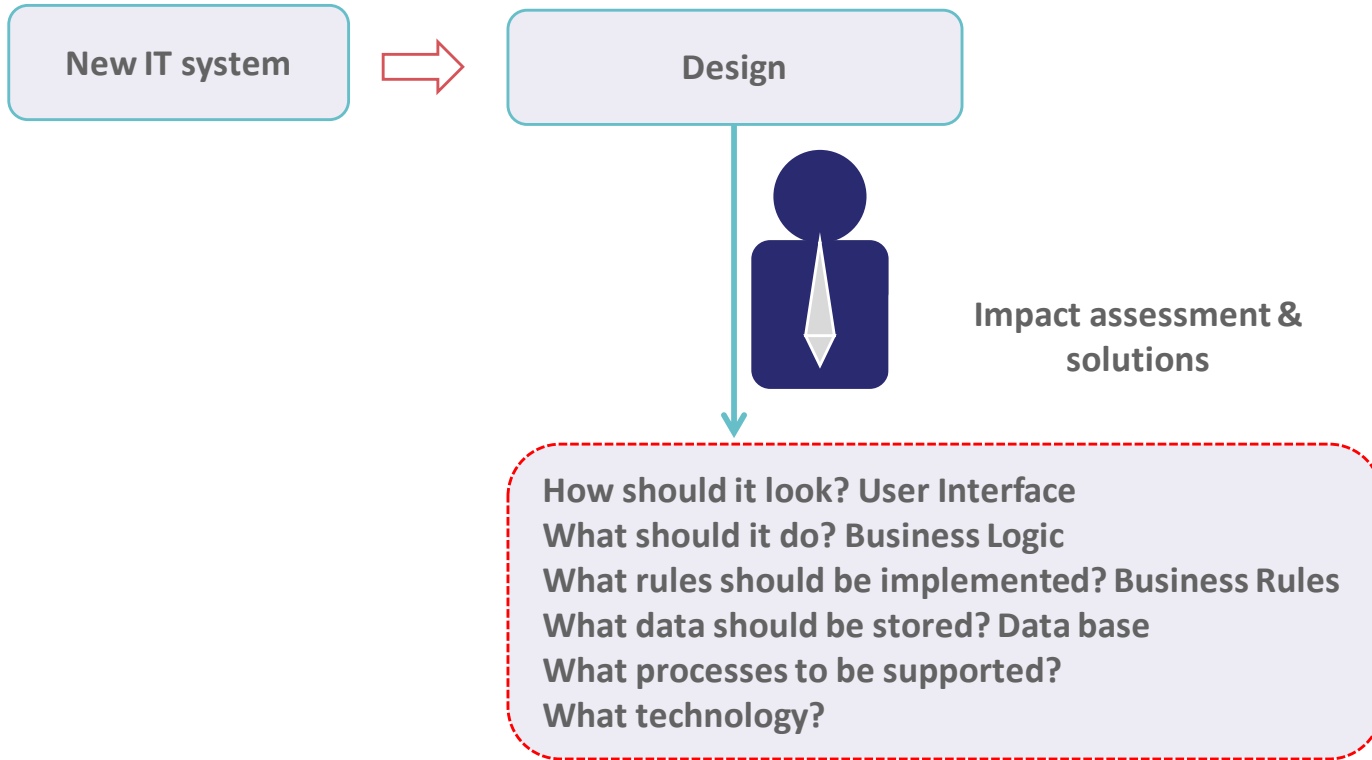 New IT system
Design
Impact assessment &
solutions
How should it look? User Interface
What should it do? Business Logic
What rules should be implemented? Business Rules
What data should be stored? Data base
What processes to be supported?
What technology?